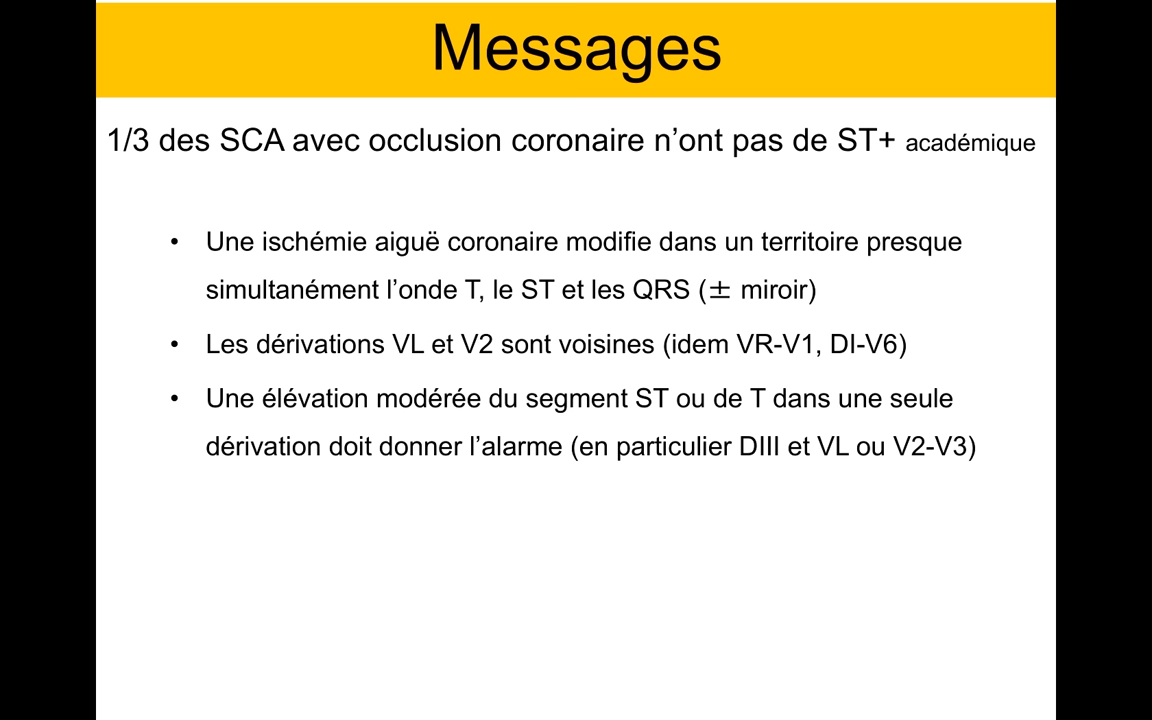 Messages
1/3 des SCA avec occlusion coronaire n’ont pas de ST+ académique
• Une ischémie aiguë coronaire modifie dans un territoire presque
simultanément l’onde T, le ST et les QRS (± miroir)
• Les dérivations VL et V2 sont voisines (idem VR-V1, DI-V6)
• Une élévation modérée du segment ST ou de T dans une seule
dérivation doit donner l’alarme (en particulier DIII et VL ou V2-V3)